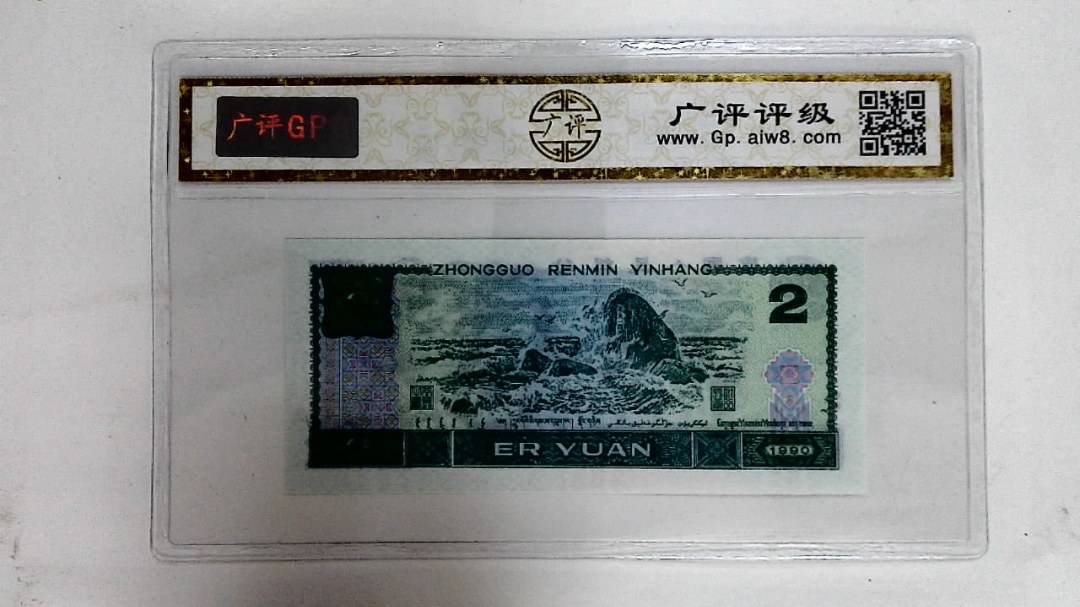 广评GP
广评
广评评级
www.Gp.aiw8.com
ZHONGGUO RENMIN YINHANG
2
ER YUAN
1990